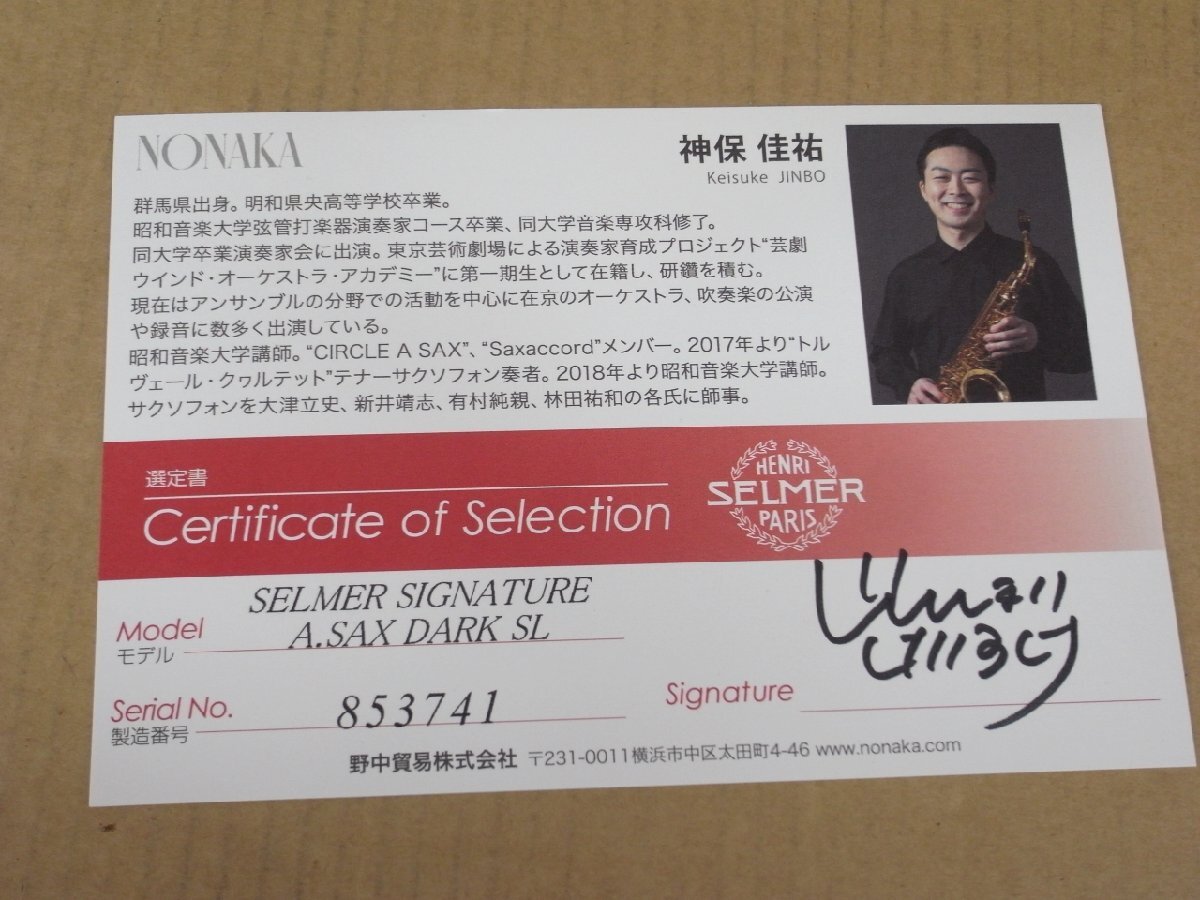 NONAKA
神保 佳祐
Keisuke JINBO
群馬県出身。明和県央高等学校卒業。
昭和音楽大学弦管打楽器演奏家コース卒業、同大学音楽専攻科修了。
同大学卒業演奏家会に出演。東京芸術劇場による演奏家育成プロジェクト“芸劇
ウインド・オーケストラ・アカデミー”に第一期生として在籍し、研鑽を積む。
現在はアンサンブルの分野での活動を中心に在京のオーケストラ、吹奏楽の公演
や録音に数多く出演している。
昭和音楽大学講師。“CIRCLE A SAX”、“Saxaccord”メンバー。2017年より“トル
ヴェール・クヮルテット”テナーサクソフォン奏者。2018年より昭和音楽大学講師。
サクソフォンを大津立史、新井靖志、有村純親、林田祐和の各氏に師事。
選定書
Certificate of Selection
HENRI
SELMER
PARIS
SELMER SIGNATURE
Model A.SAX DARK SL
モデル
Serial No. 853741
製造番号
Signature
野中貿易株式会社 〒231-0011横浜市中区太田町4-46 www.nonaka.com